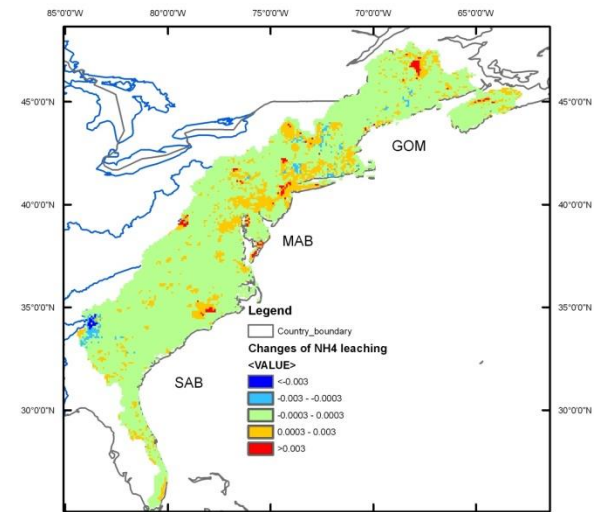 85°0'0"W 80°0'0"W 75°0'0"W 70°0'0"W 65°0'0"W
45°0'0"N 45°0'0"N
GOM
40°0'0"N 40°0'0"N
MAB
35°0'0"N 35°0'0"N
Legend
Country_boundary
Changes of NH4 leaching
<VALUE>
<-0.003
-0.003 - -0.0003
-0.0003 - 0.0003
0.0003 - 0.003
>0.003
SAB
30°0'0"N 30°0'0"N